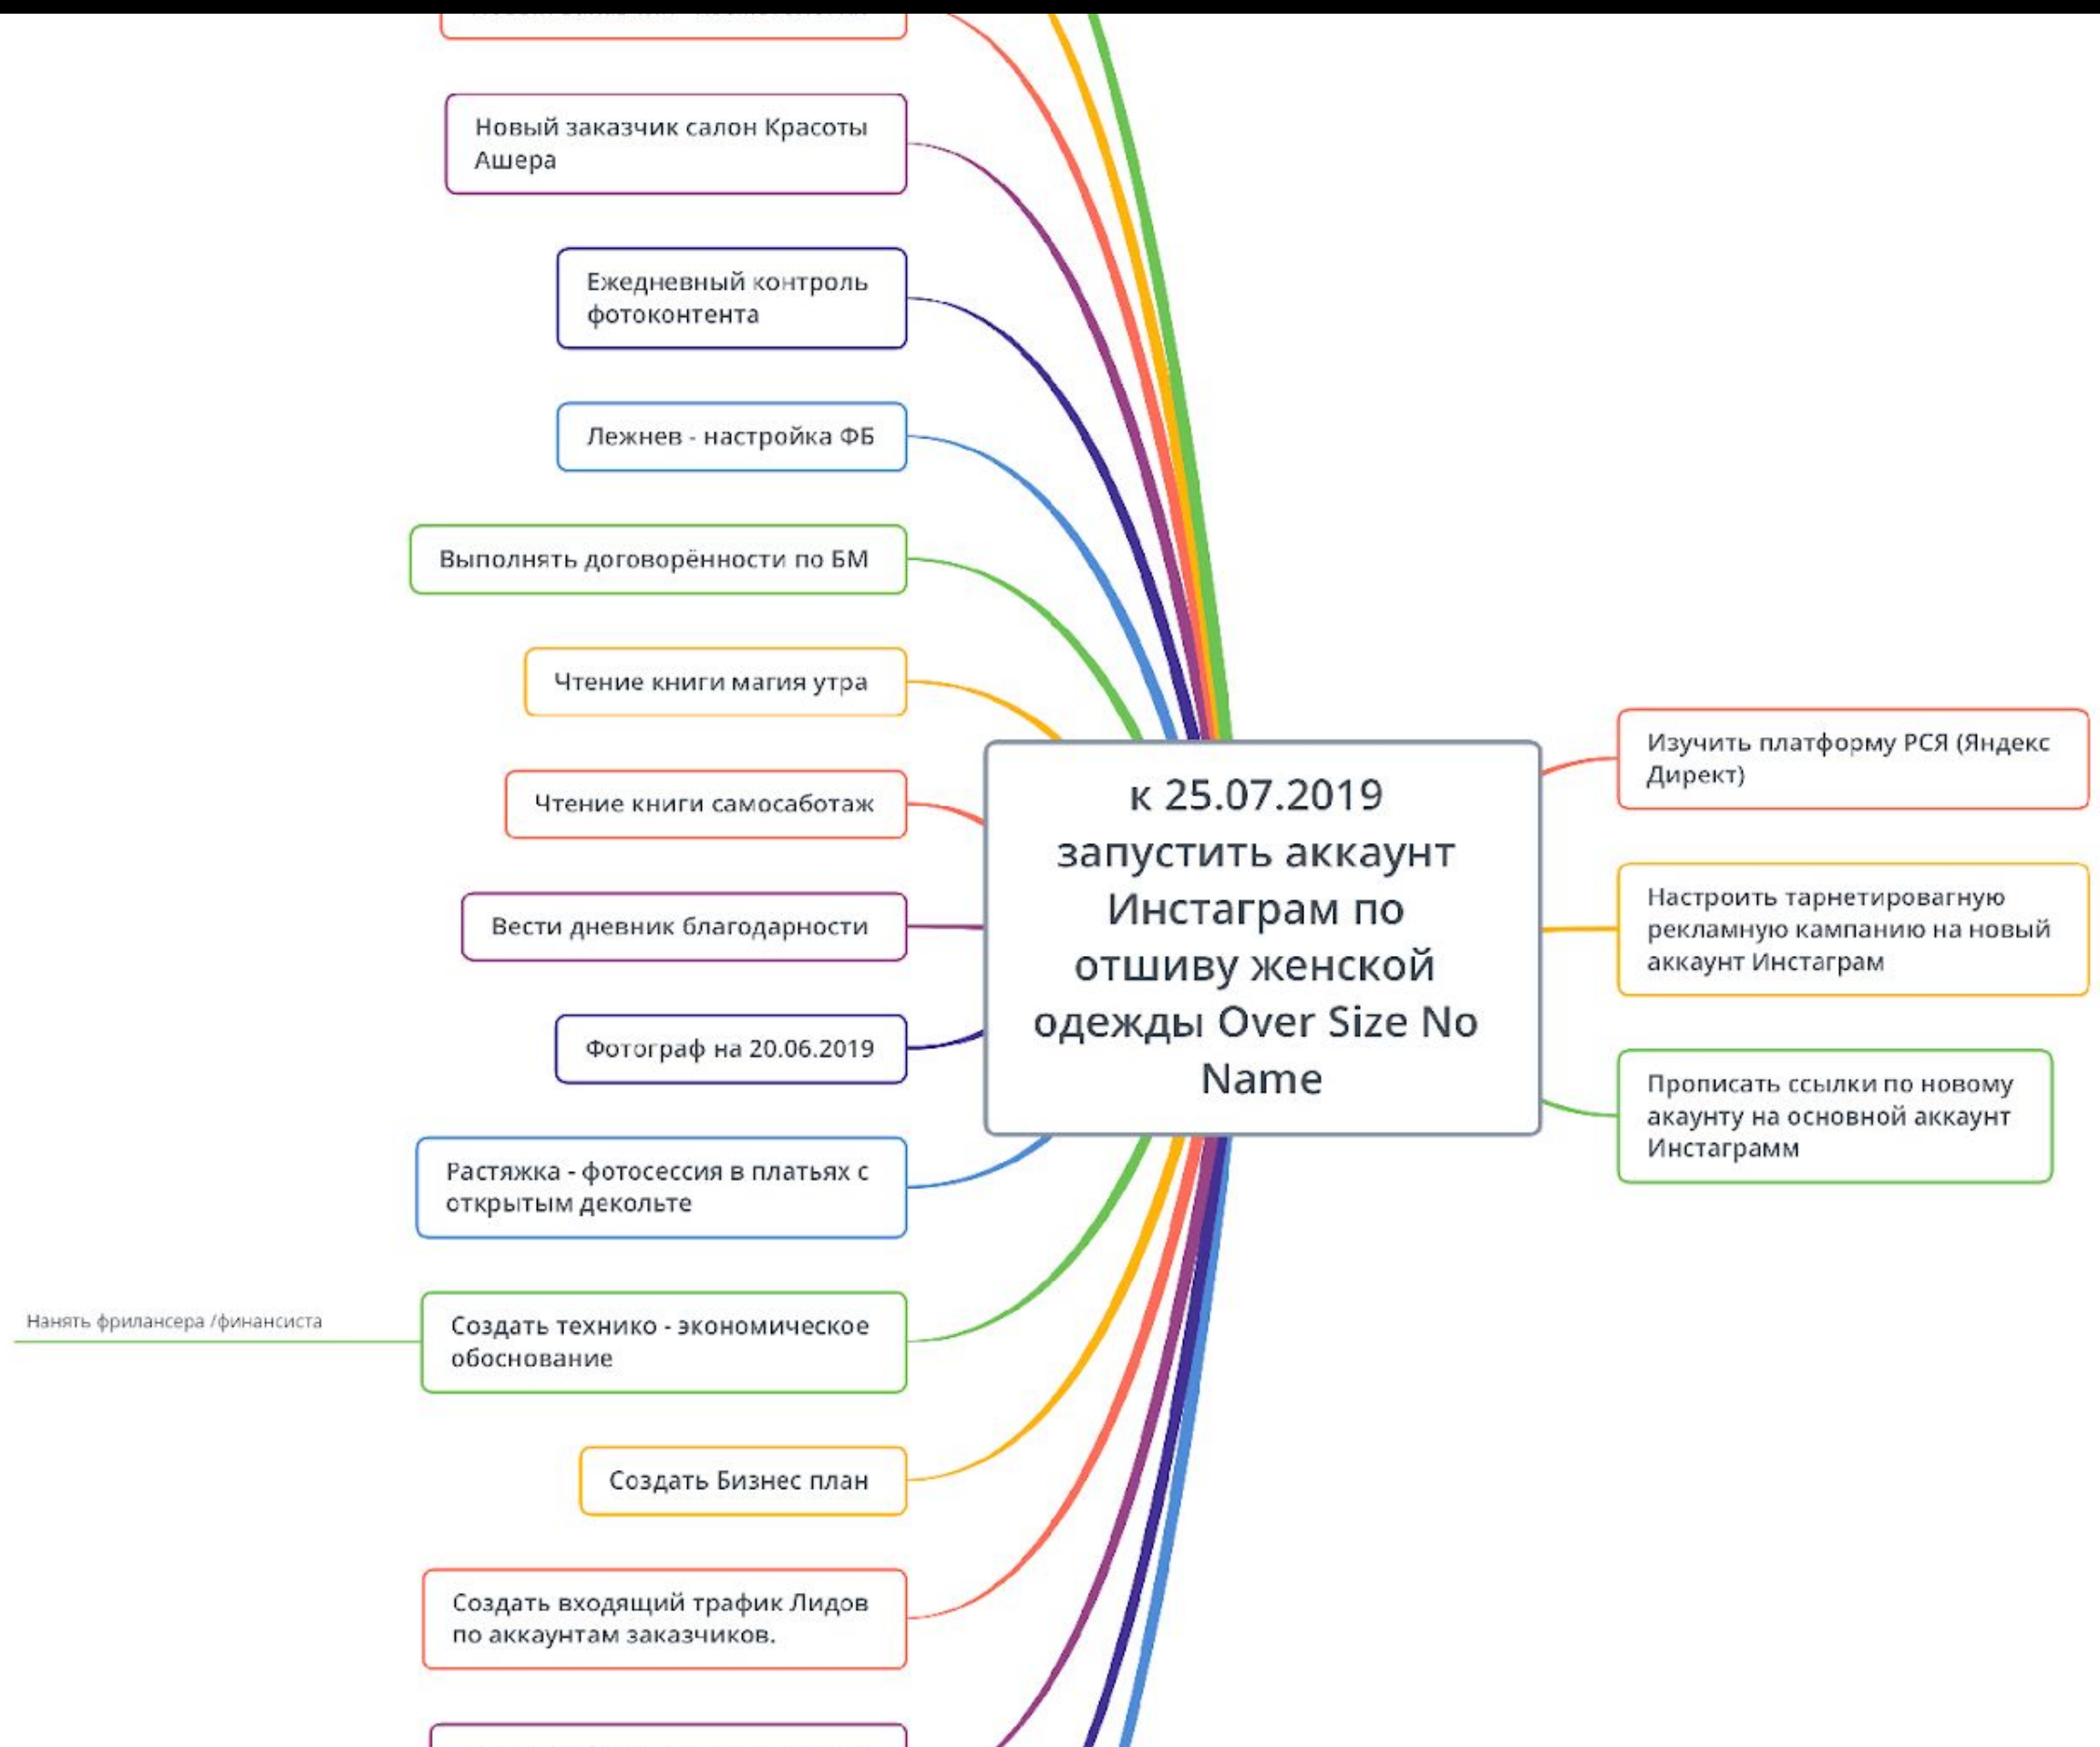 Новый заказчик салон Красоты
Ашера
Ежедневный контроль
фотоконтента
Лежнев - настройка ФБ
Выполнять договорённости по БМ
Чтение книги магия утра
Чтение книги самосаботаж
Вести дневник благодарности
Фотограф на 20.06.2019
Растяжка - фотосессия в платьях с
открытым декольте
Нанять фрилансера /финансиста
Создать технико - экономическое
обоснование
Создать Бизнес план
Создать входящий трафик Лидов
по аккаунтам заказчиков.
к 25.07.2019
запустить аккаунт
Инстаграм по
отшиву женской
одежды Over Size No
Name
Изучить платформу РСЯ (Яндекс
Директ)
Настроить тарнетировагную
рекламную кампанию на новый
аккаунт Инстаграм
Прописать ссылки по новому
акаунту на основной аккаунт
Инстаграмм